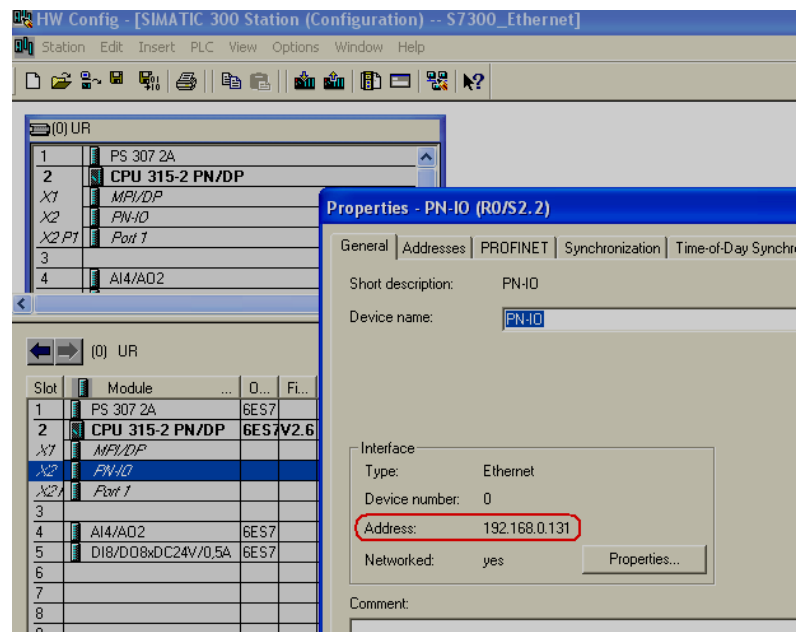 HW Config - [SIMATIC 300 Station (Configuration) -- S7300_Ethernet]
Station Edit Insert PLC View Options Window Help
(0) UR
1 PS 307 2A
2 CPU 315-2 PN/DP
X1 MPI/DP
X2 PN-IO
X2 P1 Port 1
3
4 AI4/AO2
Properties - PN-IO (R0/S2.2)
General Addresses PROFINET Synchronization Time-of-Day Synchr
Short description: PN-IO
Device name: PN-IO
Interface
Type: Ethernet
Device number: 0
Address: 192.168.0.131
Networked: yes Properties...
Comment:
(0) UR
Slot Module ... O... Fi...
1 PS 307 2A 6ES7
2 CPU 315-2 PN/DP 6ES7 V2.6
X1 MPI/DP
X2 PN-IO
X2 Port 1
3
4 AI4/AO2 6ES7
5 DI8/DO8xDC24V/0,5A 6ES7
6
7
8